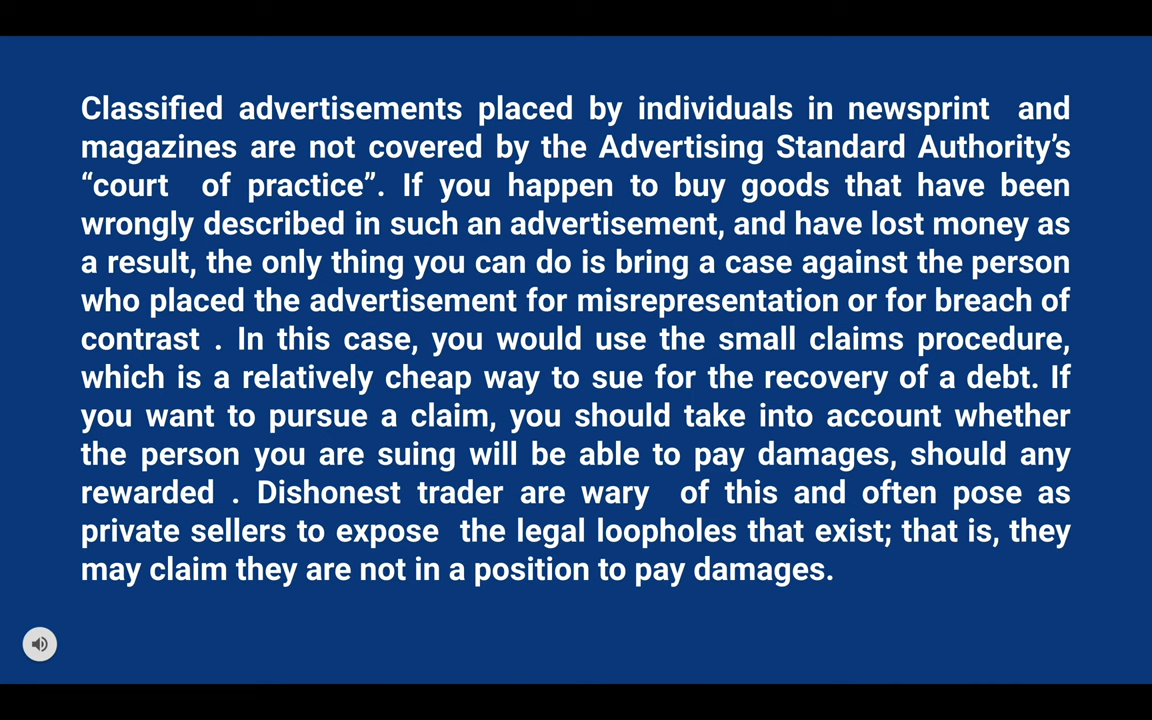 Classified advertisements placed by individuals in newsprint and
magazines are not covered by the Advertising Standard Authority’s
“court of practice”. If you happen to buy goods that have been
wrongly described in such an advertisement, and have lost money as
a result, the only thing you can do is bring a case against the person
who placed the advertisement for misrepresentation or for breach of
contrast . In this case, you would use the small claims procedure,
which is a relatively cheap way to sue for the recovery of a debt. If
you want to pursue a claim, you should take into account whether
the person you are suing will be able to pay damages, should any
rewarded . Dishonest trader are wary of this and often pose as
private sellers to expose the legal loopholes that exist; that is, they
may claim they are not in a position to pay damages.